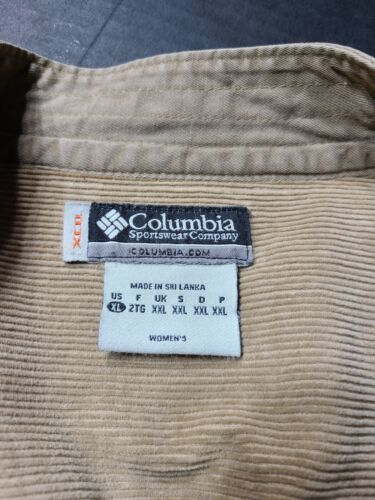 XCO
Columbia
Sportswear Company
COLUMBIA.COM
MADE IN SRI LANKA
US F UK S D P
XL 2TG XXL XXL XXL XXL
WOMEN'S